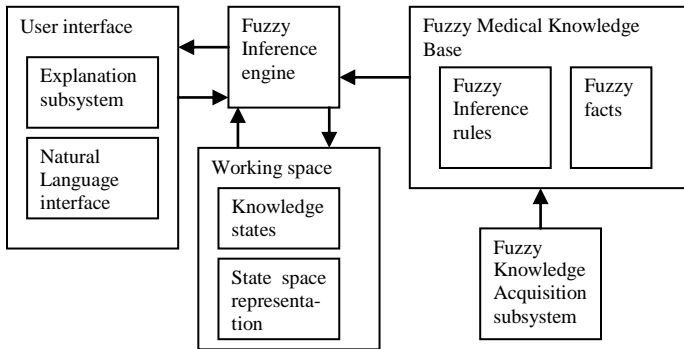 User interface
Explanation
subsystem
Natural
Language
interface
Fuzzy
Inference
engine
Working space
Knowledge
states
State space
representa-
tion
Fuzzy Medical Knowledge
Base
Fuzzy
Inference
rules
Fuzzy
facts
Fuzzy
Knowledge
Acquisition
subsystem